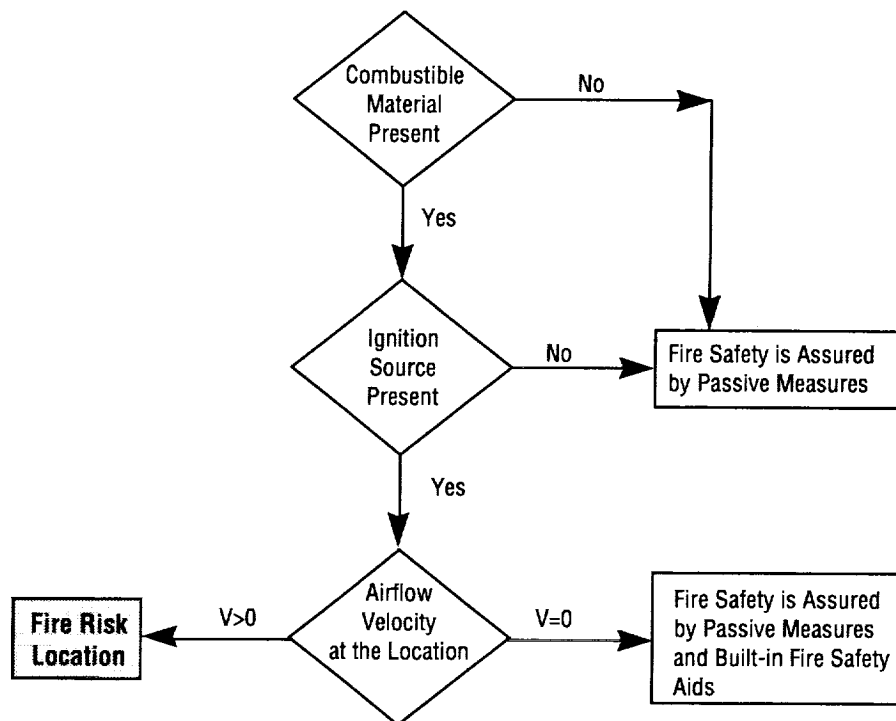 Combustible
Material
Present
No
Yes
Ignition
Source
Present
No
Fire Safety is Assured
by Passive Measures
Yes
Airflow
Velocity
at the Location
V>0
V=0
Fire Risk
Location
Fire Safety is Assured
by Passive Measures
and Built-in Fire Safety
Aids